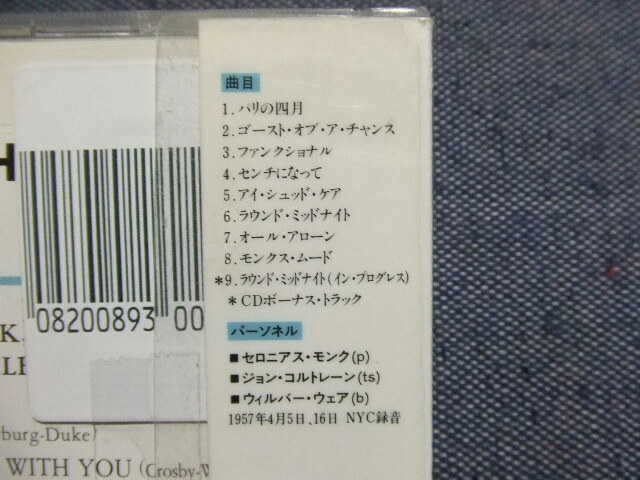 曲目
1. パリの四月
2. ゴースト・オブ・ア・チャンス
3. ファンクショナル
4. センチになって
5. アイ・シュッド・ケア
6. ラウンド・ミッドナイト
7. オール・アローン
8. モンクス・ムード
*9. ラウンド・ミッドナイト(イン・プログレス)
* CDボーナス・トラック
パーソネル
■セロニアス・モンク(p)
■ジョン・コルトレーン(ts)
■ウィルバー・ウェア(b)
1957年4月5日、16日 NYC録音
H
08200893 00
K
LE
burg-Duke)
WITH YOU (Crosby-W